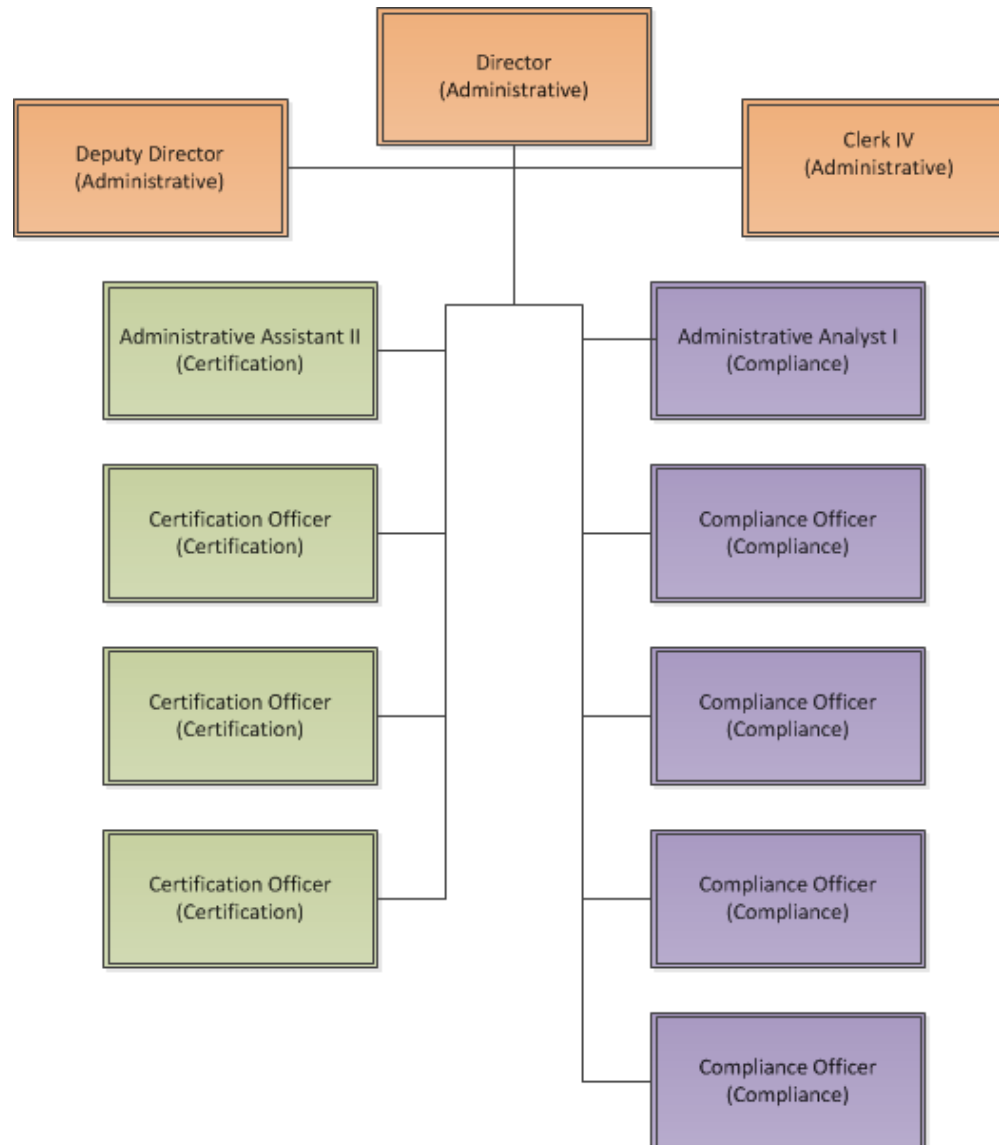 Director
(Administrative)
Deputy Director
(Administrative)
Clerk IV
(Administrative)
Administrative Assistant II
(Certification)
Administrative Analyst I
(Compliance)
Certification Officer
(Certification)
Compliance Officer
(Compliance)
Certification Officer
(Certification)
Compliance Officer
(Compliance)
Certification Officer
(Certification)
Compliance Officer
(Compliance)
Compliance Officer
(Compliance)